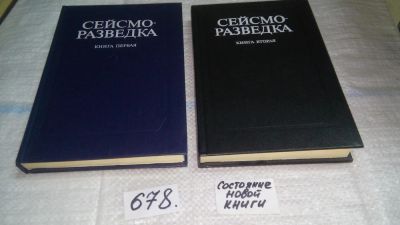 СЕЙСМО-
РАЗВЕДКА
КНИГА ПЕРВАЯ
СЕЙСМО-
РАЗВЕДКА
КНИГА ВТОРАЯ
678.
СОСТОЯНИЕ
НОВОЙ
КНИГИ